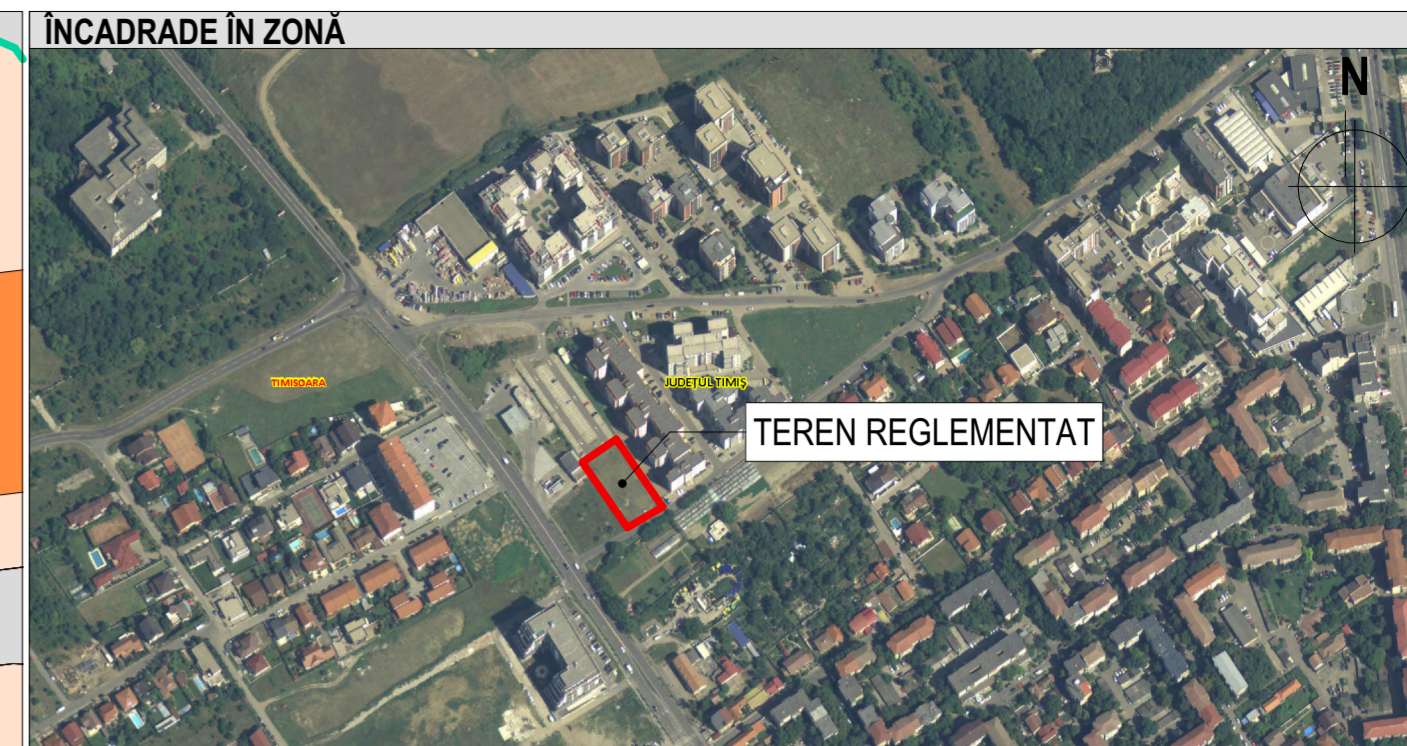 ÎNCADRADE ÎN ZONĂ
N
TIMISOARA
JUDEȚUL TIMIȘ
TEREN REGLEMENTAT